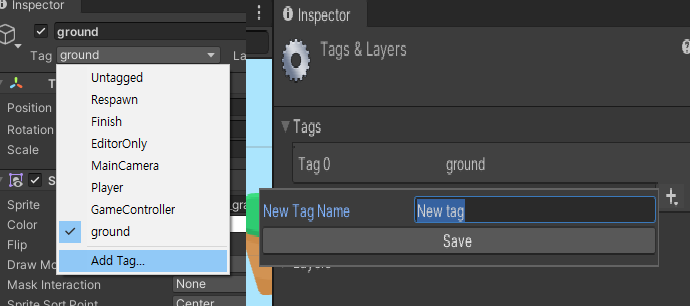 Inspector
ground
Tag ground
La
Untagged
Respawn
Finish
EditorOnly
MainCamera
Player
GameController
ground
Add Tag...
T
Position
Rotation
Scale
S
Sprite
gra
Color
Flip
Draw Mo
Mask Interaction None
Sprite Sort Point Center
Inspector
Tags & Layers
Tags
Tag 0 ground
New Tag Name New tag
Save
Layers